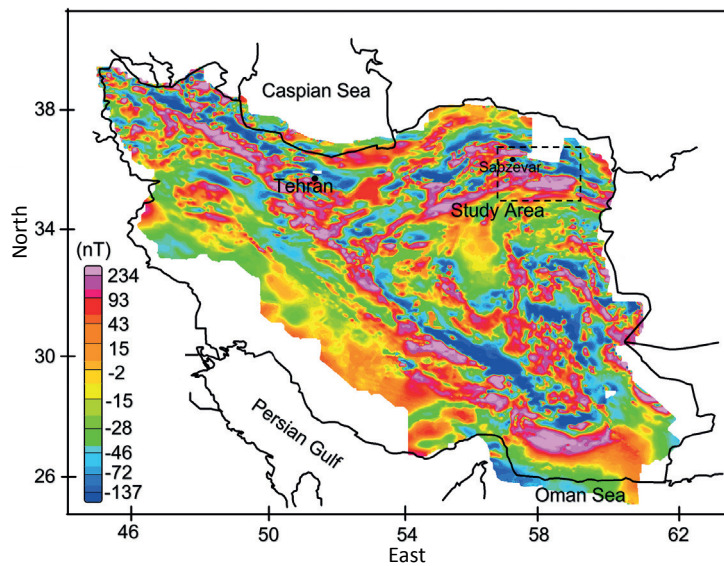 Caspian Sea
38
Sabzevar
Tehran
Study Area
North
34
(nT)
234
93
43
15
-2
-15
-28
-46
-72
-137
30
Persian Gulf
26
Oman Sea
46
50
54
58
62
East